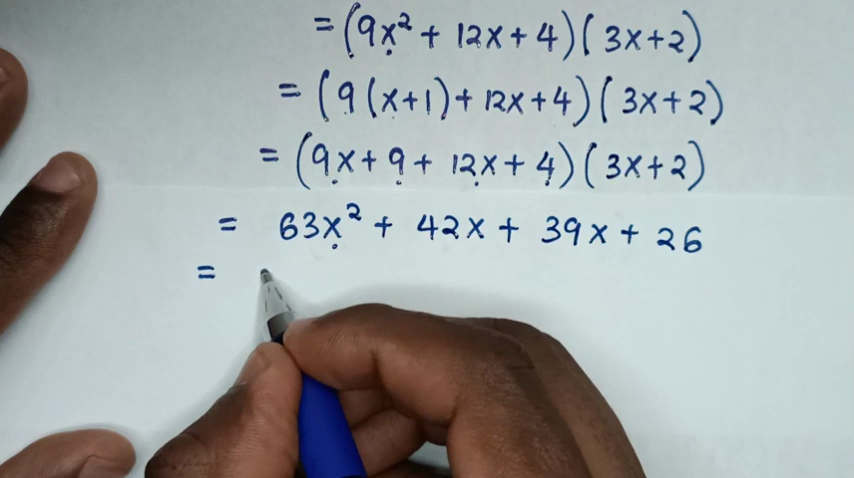 = (9x² + 12x + 4)(3x+2)
= (9(x+1) + 12x+4)(3x+2)
= (9x + 9 + 12x + 4)(3x+2)
= 63x² + 42x + 39x + 26
=